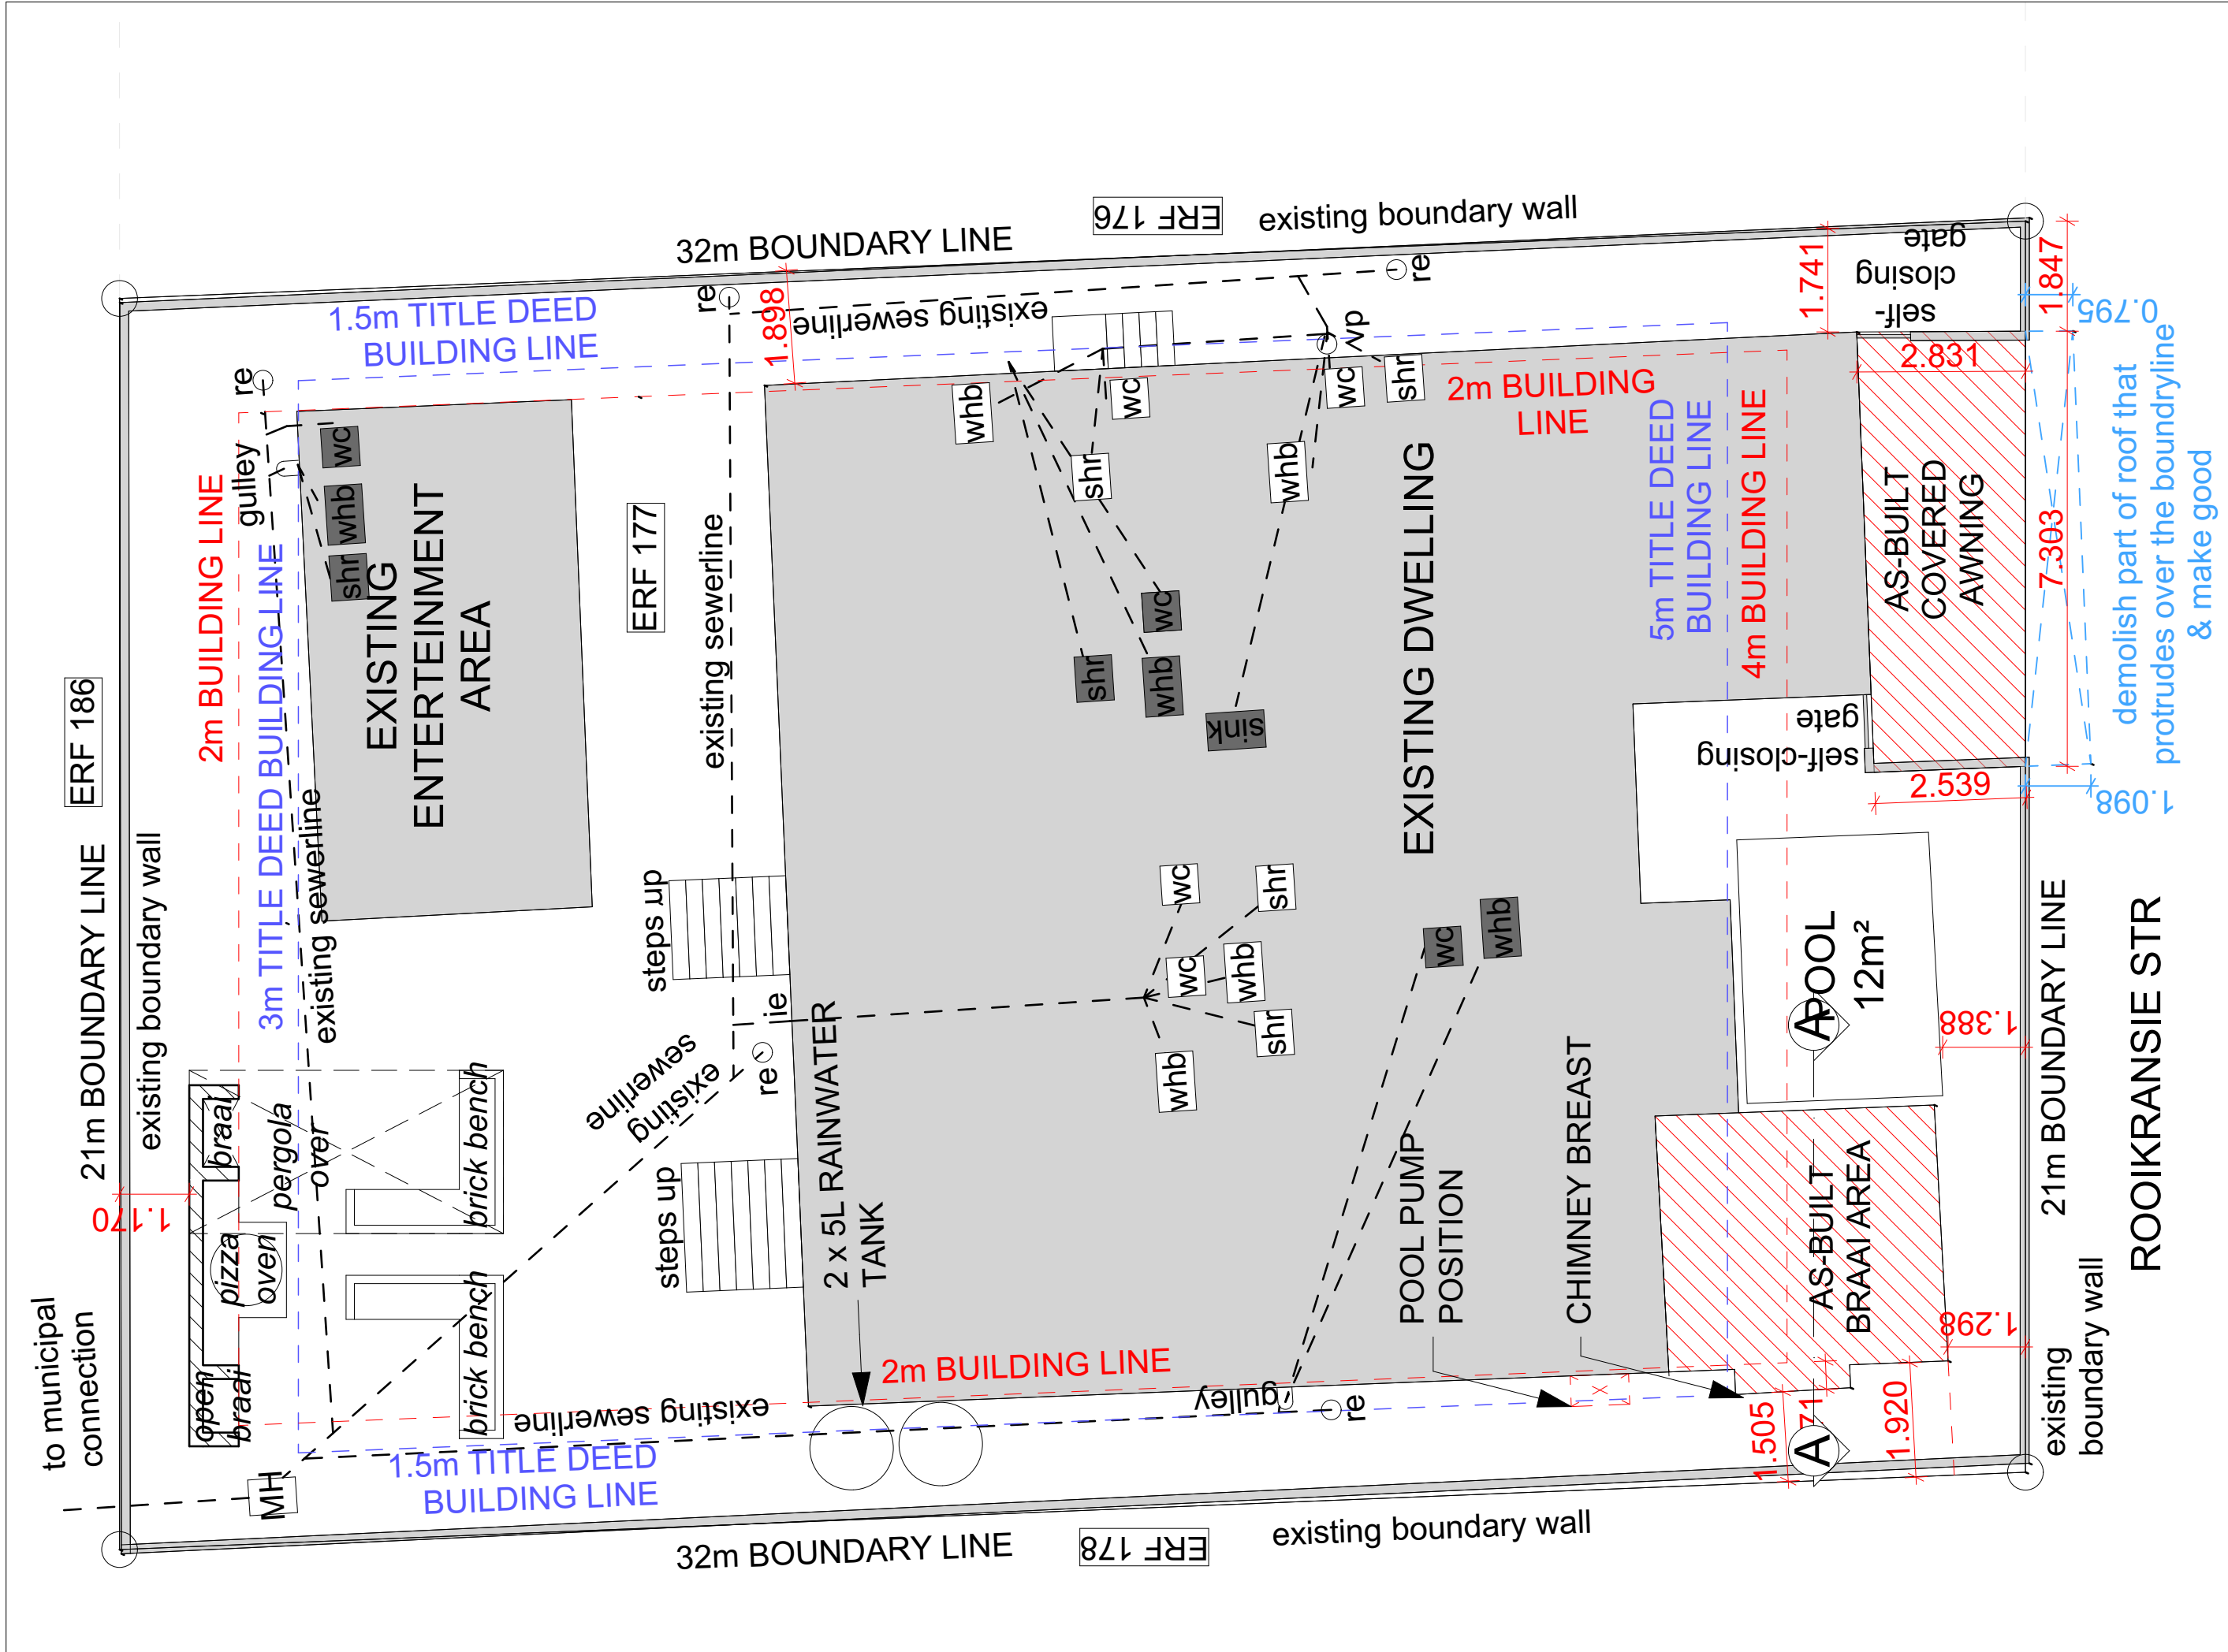 32m BOUNDARY LINE
ERF 176
existing boundary wall
1.5m TITLE DEED
BUILDING LINE
re
1.898
existing sewerline
re
vp
1.741
self-
closing
gate
1.847
0.795
re
gulley
2m BUILDING LINE
wc
whb
shr
EXISTING
ENTERTEINMENT
AREA
ERF 177
existing sewerline
whb
wc
shr
wc
shr
whb
2m BUILDING
LINE
5m TITLE DEED
BUILDING LINE
4m BUILDING LINE
2.831
AS-BUILT
COVERED
AWNING
7.303
demolish part of roof that
protrudes over the boundryline
& make good
ERF 186
21m BOUNDARY LINE
existing boundary wall
3m TITLE DEED BUILDING LINE
existing sewerline
shr
wc
whb
sink
EXISTING DWELLING
self-closing
gate
2.539
1.098
steps up
wc
shr
wc
whb
shr
whb
wc
whb
POOL
12m²
A
1.388
21m BOUNDARY LINE
ROOIKRANSIE STR
ie
re
existing
sewerline
1.170
braai
pergola
over
pizza
oven
open
braai
brick bench
brick bench
steps up
2 x 5L RAINWATER
TANK
POOL PUMP
POSITION
CHIMNEY BREAST
AS-BUILT
BRAAI AREA
1.298
to municipal
connection
MH
existing sewerline
2m BUILDING LINE
gulley
re
X
1.505
71
A
1.920
existing
boundary wall
1.5m TITLE DEED
BUILDING LINE
32m BOUNDARY LINE
ERF 178
existing boundary wall